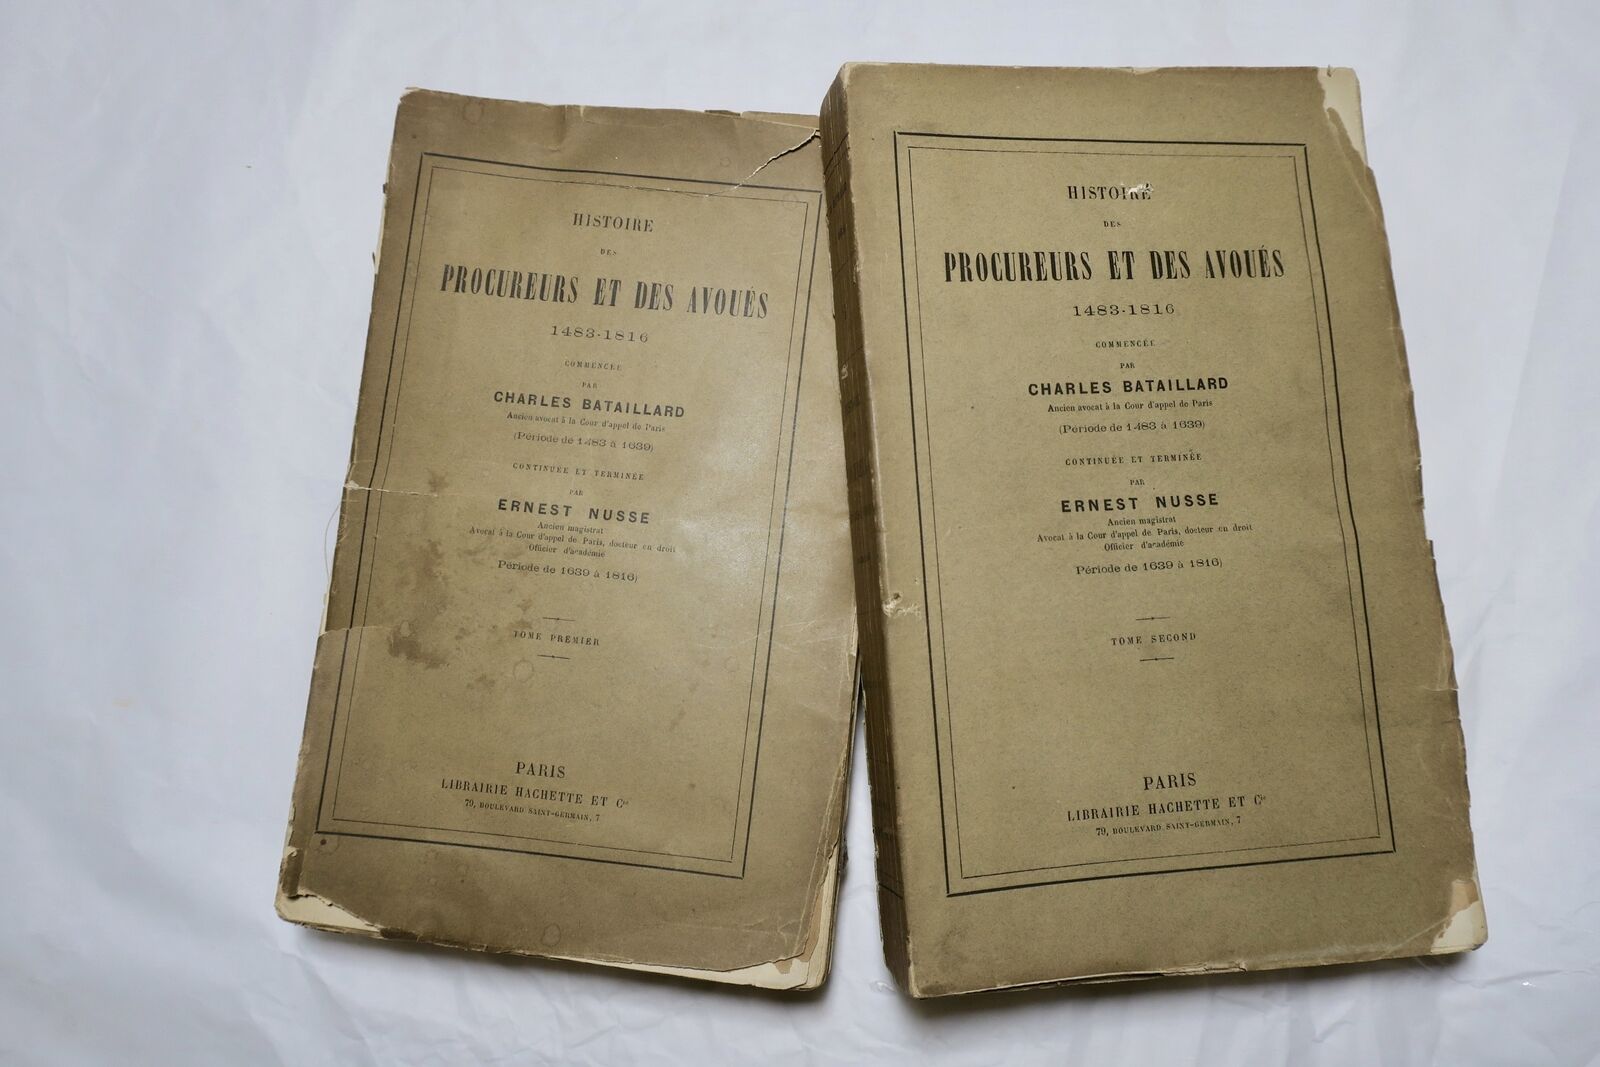 HISTOIRE
DES
PROCUREURS ET DES AVOUÉS
1483-1816
COMMENCÉE
PAR
CHARLES BATAILLARD
Ancien avocat à la Cour d'appel de Paris
(Période de 1483 à 1639)
CONTINUÉE ET TERMINÉE
PAR
ERNEST NUSSE
Ancien magistrat
Avocat à la Cour d'appel de Paris, docteur en droit
Officier d'académie
Période de 1639 à 1816)
TOME PREMIER
PARIS
LIBRAIRIE HACHETTE ET Cie
79, BOULEVARD SAINT-GERMAIN, 7
HISTOIRE
DES
PROCUREURS ET DES AVOUÉS
1483-1816
COMMENCÉE
PAR
CHARLES BATAILLARD
Ancien avocat à la Cour d'appel de Paris
(Période de 1483 à 1639)
CONTINUÉE ET TERMINÉE
PAR
ERNEST NUSSE
Ancien magistrat
Avocat à la Cour d'appel de Paris, docteur en droit
Officier d'académie
Période de 1639 à 1816)
TOME SECOND
PARIS
LIBRAIRIE HACHETTE ET Cie
79, BOULEVARD SAINT-GERMAIN, 7